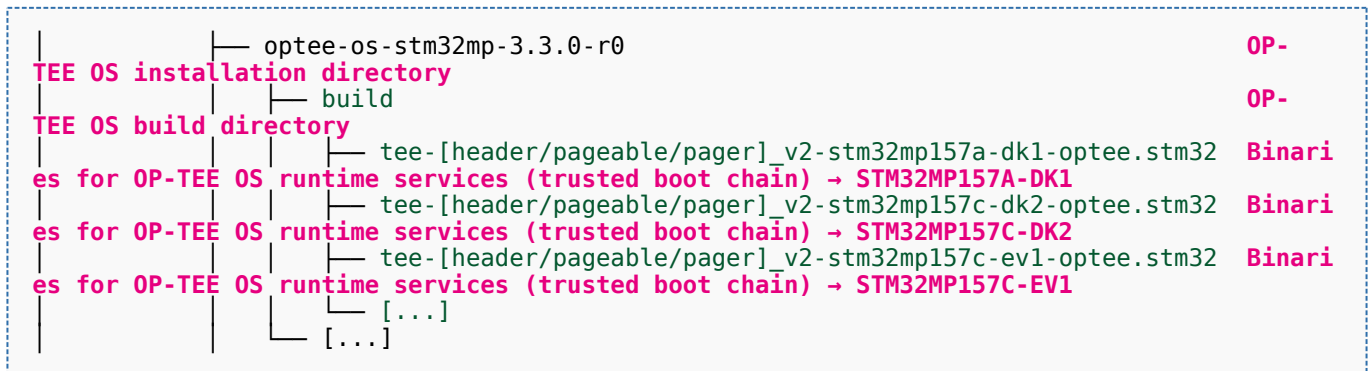 │            ├── optee-os-stm32mp-3.3.0-r0                                    OP-
TEE OS installation directory
│            │   ├── build                                                    OP-
TEE OS build directory
│            │   │   ├── tee-[header/pageable/pager]_v2-stm32mp157a-dk1-optee.stm32  Binari
es for OP-TEE OS runtime services (trusted boot chain) → STM32MP157A-DK1
│            │   │   ├── tee-[header/pageable/pager]_v2-stm32mp157c-dk2-optee.stm32  Binari
es for OP-TEE OS runtime services (trusted boot chain) → STM32MP157C-DK2
│            │   │   ├── tee-[header/pageable/pager]_v2-stm32mp157c-ev1-optee.stm32  Binari
es for OP-TEE OS runtime services (trusted boot chain) → STM32MP157C-EV1
│            │   │   └── [...]
│            │   └── [...]